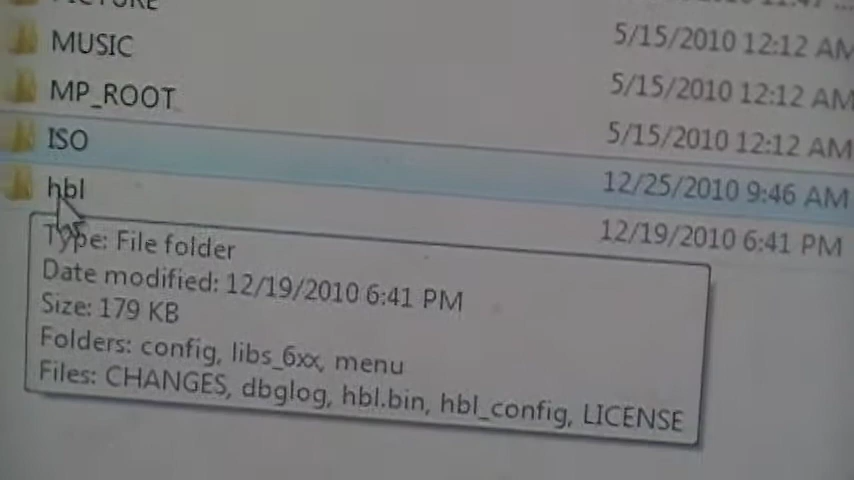 PICTURE
MUSIC 5/15/2010 12:12 AM
MP_ROOT 5/15/2010 12:12 AM
ISO 5/15/2010 12:12 AM
hbl 12/25/2010 9:46 AM
12/19/2010 6:41 PM
Type: File folder
Date modified: 12/19/2010 6:41 PM
Size: 179 KB
Folders: config, libs_6xx, menu
Files: CHANGES, dbglog, hbl.bin, hbl_config, LICENSE